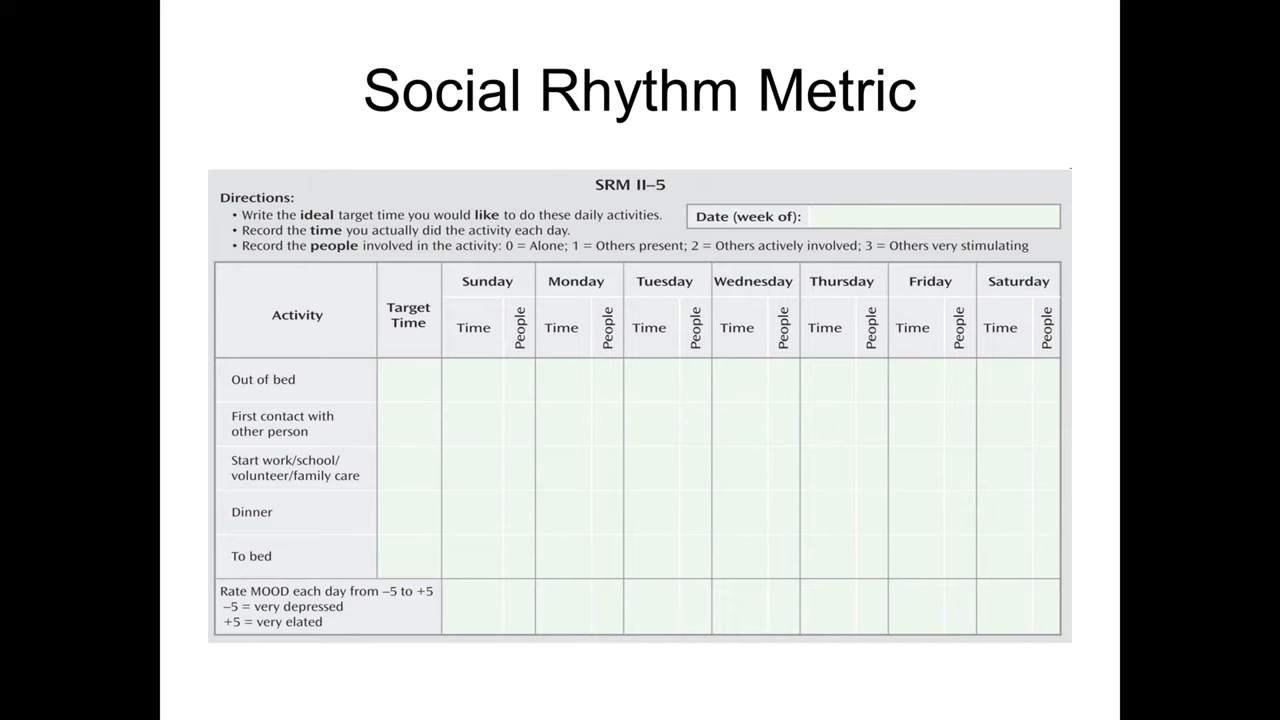 Social Rhythm Metric
SRM II–5
Directions:
• Write the ideal target time you would like to do these daily activities.
Date (week of):
• Record the time you actually did the activity each day.
• Record the people involved in the activity: 0 = Alone; 1 = Others present; 2 = Others actively involved; 3 = Others very stimulating
Activity
Target
Time
Sunday
Monday
Tuesday
Wednesday
Thursday
Friday
Saturday
Time
People
Time
People
Time
People
Time
People
Time
People
Time
People
Time
People
Out of bed
First contact with
other person
Start work/school/
volunteer/family care
Dinner
To bed
Rate MOOD each day from –5 to +5
–5 = very depressed
+5 = very elated